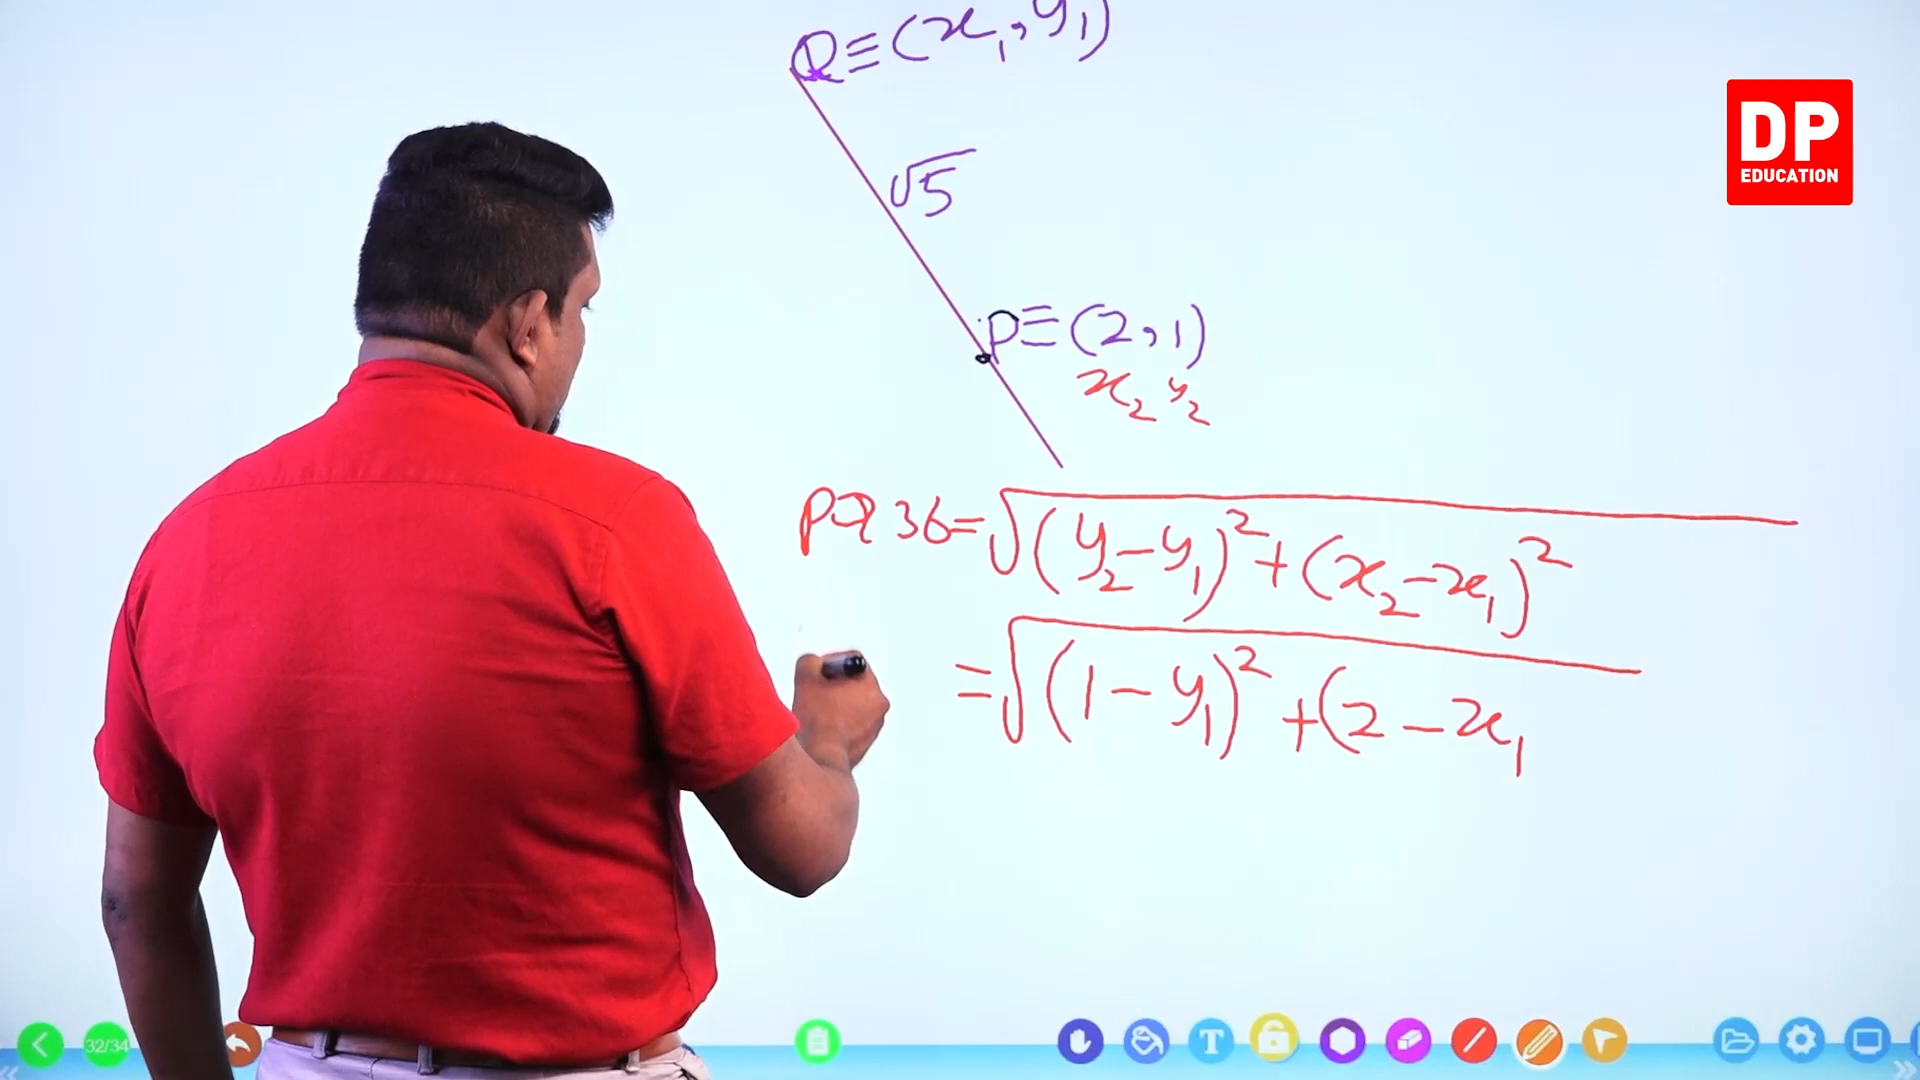 Q≡(x₁, y₁)
DP
EDUCATION
√5
P≡(2, 1)
x₂ y₂
PQ = √(y₂-y₁)²+(x₂-x₁)²
=√(1-y₁)²+(2-x₁
32/34
T